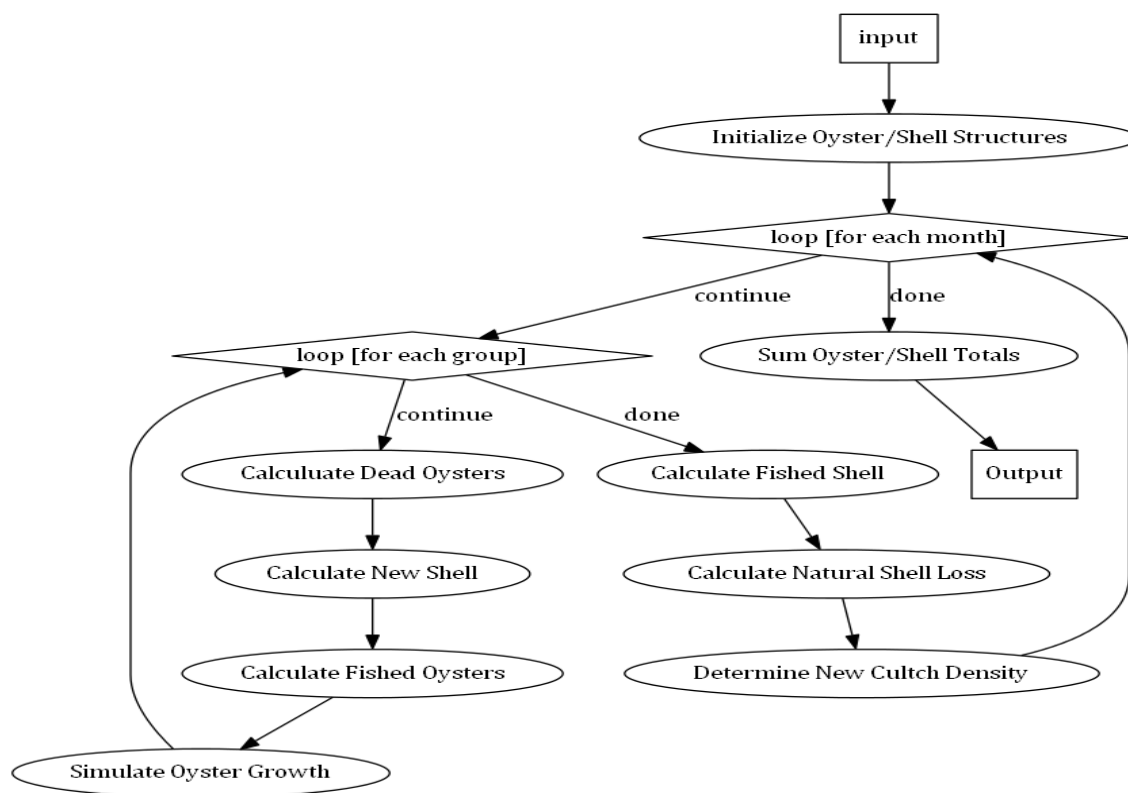 input
Initialize Oyster/Shell Structures
loop [for each month]
continue
done
loop [for each group]
Sum Oyster/Shell Totals
continue
done
Calculuate Dead Oysters
Calculate Fished Shell
Output
Calculate New Shell
Calculate Natural Shell Loss
Calculate Fished Oysters
Determine New Cultch Density
Simulate Oyster Growth